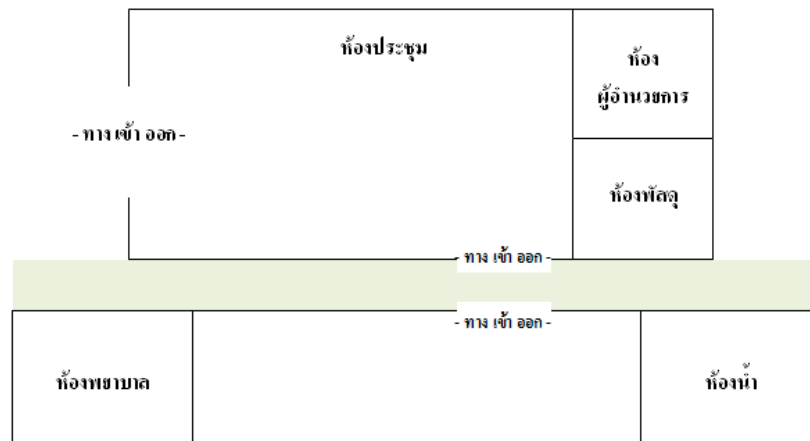 ห้องประชุม
ห้อง
ผู้อำนวยการ
- ทางเข้า ออก -
ห้องพัสดุ
- ทาง เข้า ออก -
- ทาง เข้า ออก -
ห้องพยาบาล
ห้องน้ำ